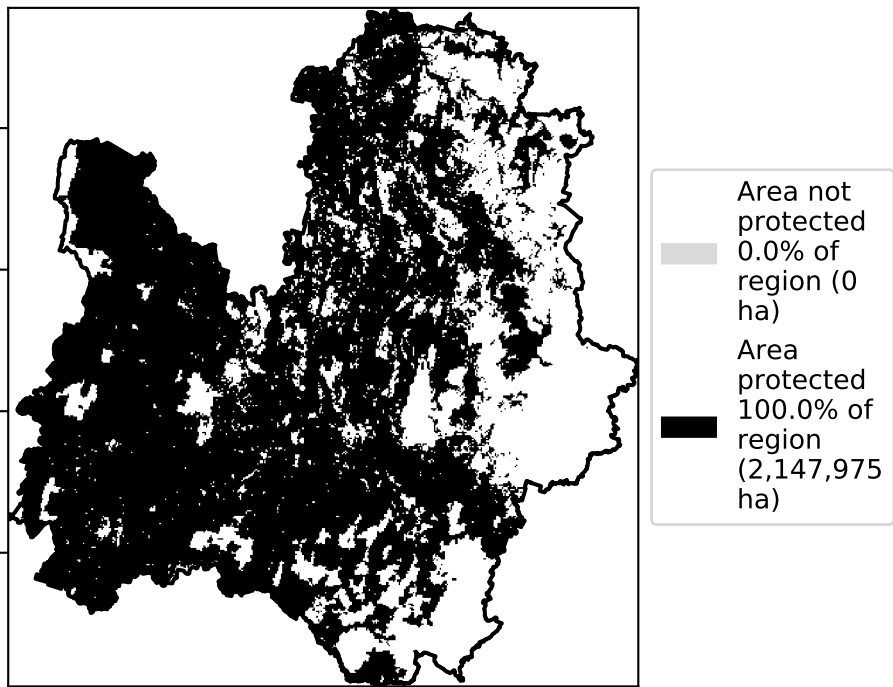 Area not
protected
0.0% of
region (0
ha)
Area
protected
100.0% of
region
(2,147,975
ha)